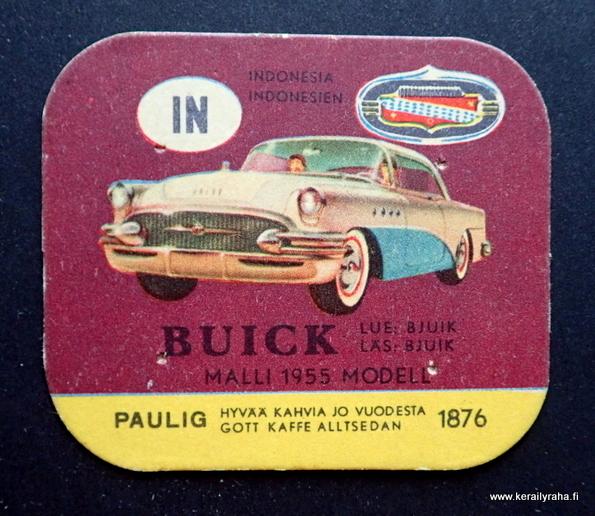 IN
INDONESIA
INDONESIEN
BUICK
LUE: BJUIK
LÄS: BJUIK
MALLI 1955 MODELL
PAULIG
HYVÄÄ KAHVIA JO VUODESTA
GOTT KAFFE ALLTSEDAN
1876
www.kerailyraha.fi